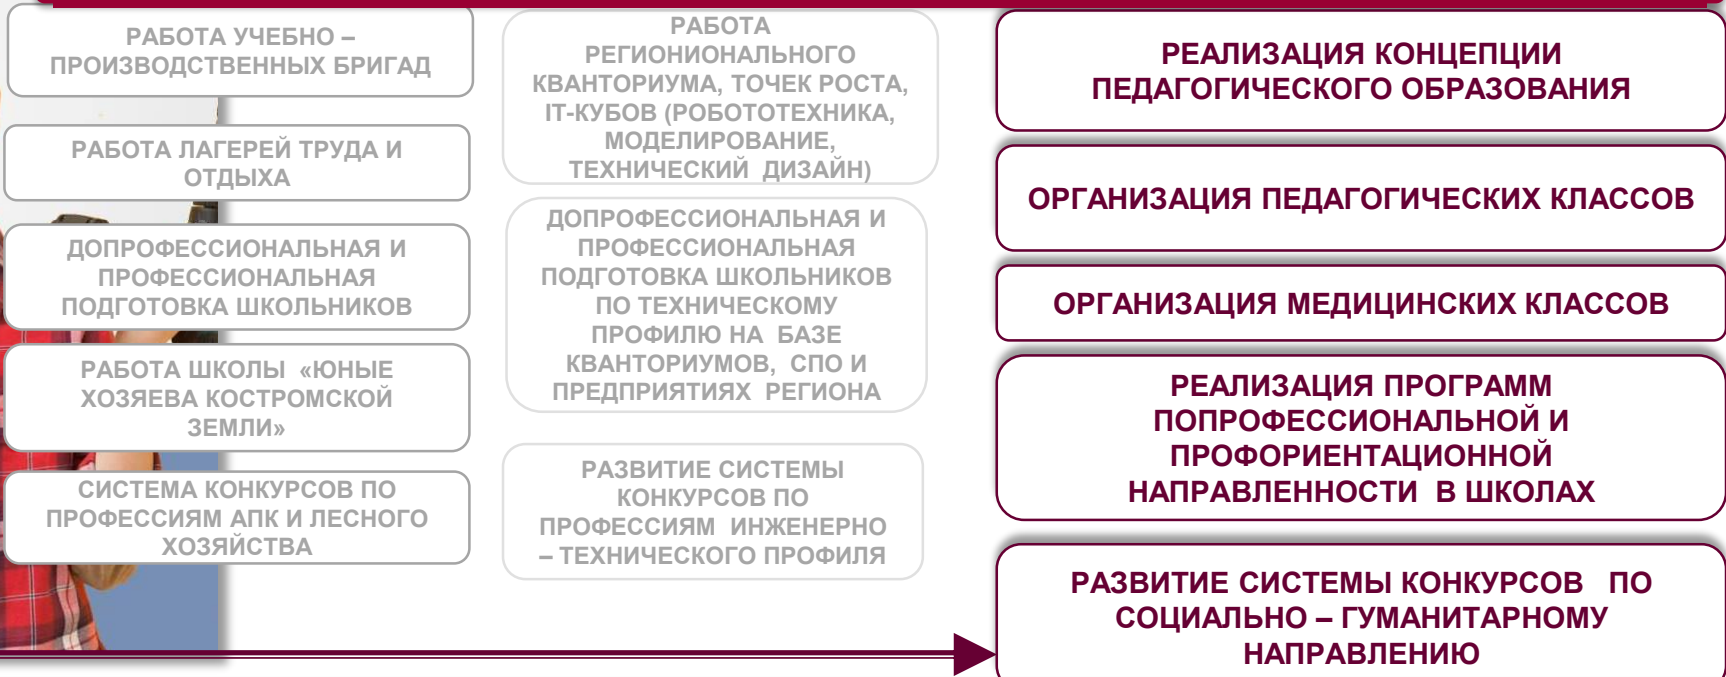 РАБОТА УЧЕБНО –
ПРОИЗВОДСТВЕННЫХ БРИГАД
РАБОТА ЛАГЕРЕЙ ТРУДА И
ОТДЫХА
ДОПРОФЕССИОНАЛЬНАЯ И
ПРОФЕССИОНАЛЬНАЯ
ПОДГОТОВКА ШКОЛЬНИКОВ
РАБОТА ШКОЛЫ «ЮНЫЕ
ХОЗЯЕВА КОСТРОМСКОЙ
ЗЕМЛИ»
СИСТЕМА КОНКУРСОВ ПО
ПРОФЕССИЯМ АПК И ЛЕСНОГО
ХОЗЯЙСТВА
РАБОТА
РЕГИОНИОНАЛЬНОГО
КВАНТОРИУМА, ТОЧЕК РОСТА,
IT-КУБОВ (РОБОТОТЕХНИКА,
МОДЕЛИРОВАНИЕ,
ТЕХНИЧЕСКИЙ ДИЗАЙН)
ДОПРОФЕССИОНАЛЬНАЯ И
ПРОФЕССИОНАЛЬНАЯ
ПОДГОТОВКА ШКОЛЬНИКОВ
ПО ТЕХНИЧЕСКОМУ
ПРОФИЛЮ НА БАЗЕ
КВАНТОРИУМОВ, СПО И
ПРЕДПРИЯТИЯХ РЕГИОНА
РАЗВИТИЕ СИСТЕМЫ
КОНКУРСОВ ПО
ПРОФЕССИЯМ ИНЖЕНЕРНО
– ТЕХНИЧЕСКОГО ПРОФИЛЯ
РЕАЛИЗАЦИЯ КОНЦЕПЦИИ
ПЕДАГОГИЧЕСКОГО ОБРАЗОВАНИЯ
ОРГАНИЗАЦИЯ ПЕДАГОГИЧЕСКИХ КЛАССОВ
ОРГАНИЗАЦИЯ МЕДИЦИНСКИХ КЛАССОВ
РЕАЛИЗАЦИЯ ПРОГРАММ
ПОПРОФЕССИОНАЛЬНОЙ И
ПРОФОРИЕНТАЦИОННОЙ
НАПРАВЛЕННОСТИ В ШКОЛАХ
РАЗВИТИЕ СИСТЕМЫ КОНКУРСОВ ПО
СОЦИАЛЬНО – ГУМАНИТАРНОМУ
НАПРАВЛЕНИЮ